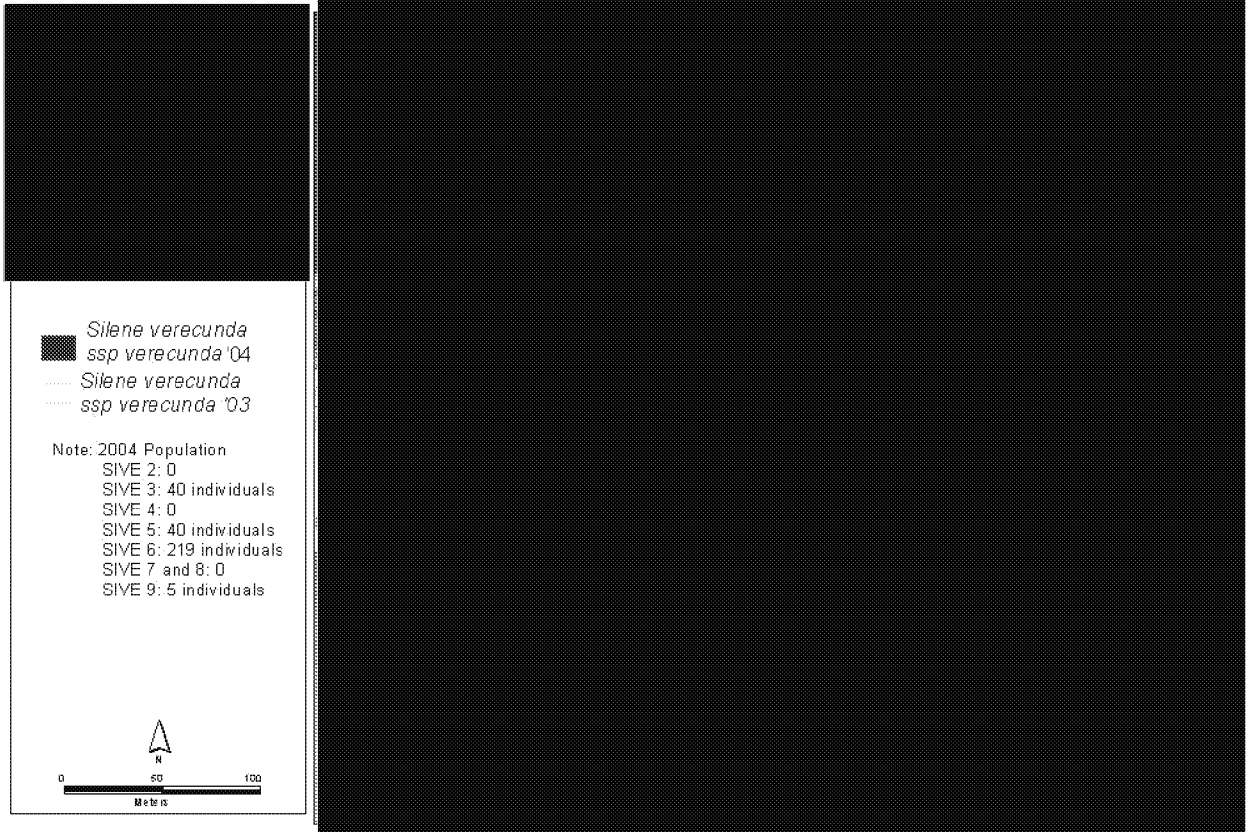 Silene verecunda
ssp verecunda '04
Silene verecunda
ssp verecunda '03
Note: 2004 Population
SIVE 2: 0
SIVE 3: 40 individuals
SIVE 4: 0
SIVE 5: 40 individuals
SIVE 6: 219 individuals
SIVE 7 and 8: 0
SIVE 9: 5 individuals
N
0 50 100
Meters